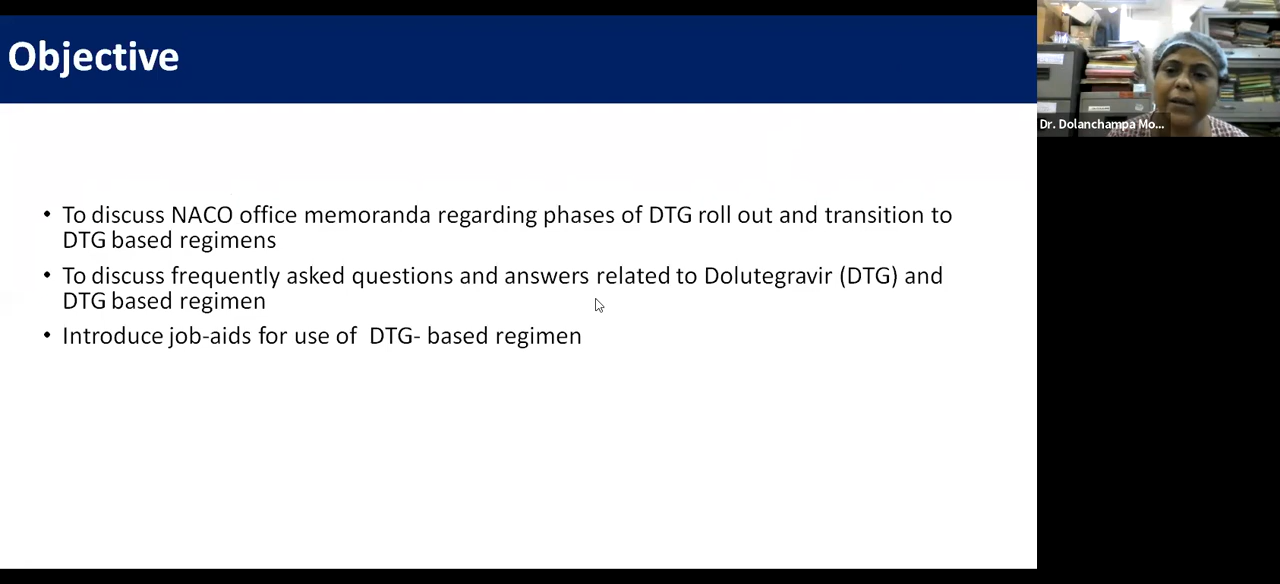 Objective
• To discuss NACO office memoranda regarding phases of DTG roll out and transition to
DTG based regimens
• To discuss frequently asked questions and answers related to Dolutegravir (DTG) and
DTG based regimen
• Introduce job-aids for use of  DTG- based regimen
Dr. Dolanchampa Mo...